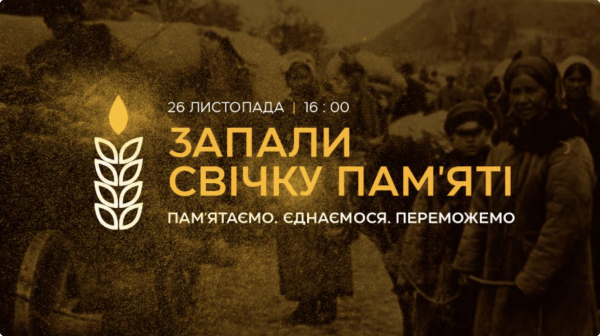 26 ЛИСТОПАДА | 16 : 00
ЗАПАЛИ
СВІЧКУ ПАМ'ЯТІ
ПАМ'ЯТАЄМО. ЄДНАЄМОСЯ. ПЕРЕМОЖЕМО